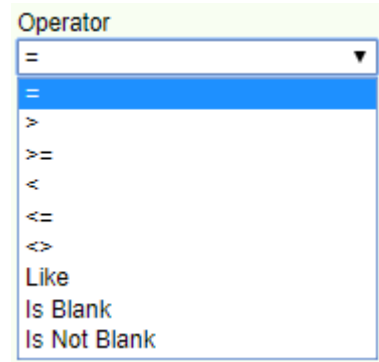 Operator
= ▼
=
>
>=
<
<=
<>
Like
Is Blank
Is Not Blank